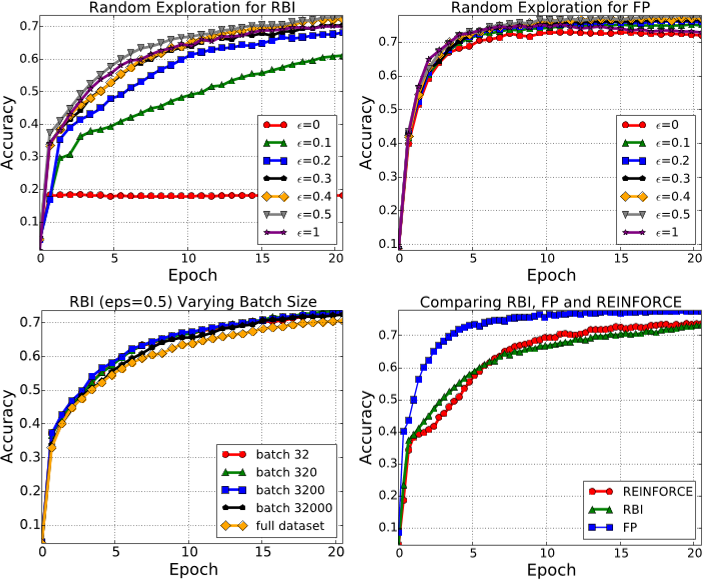 Random Exploration for RBI
Accuracy
0.7
0.6
0.5
0.4
0.3
0.2
0.1
ϵ=0
ϵ=0.1
ϵ=0.2
ϵ=0.3
ϵ=0.4
ϵ=0.5
ϵ=1
0 5 10 15 20
Epoch
Random Exploration for FP
Accuracy
0.7
0.6
0.5
0.4
0.3
0.2
0.1
ϵ=0
ϵ=0.1
ϵ=0.2
ϵ=0.3
ϵ=0.4
ϵ=0.5
ϵ=1
0 5 10 15 20
Epoch
RBI (eps=0.5) Varying Batch Size
Accuracy
0.7
0.6
0.5
0.4
0.3
0.2
0.1
batch 32
batch 320
batch 3200
batch 32000
full dataset
0 5 10 15 20
Epoch
Comparing RBI, FP and REINFORCE
Accuracy
0.7
0.6
0.5
0.4
0.3
0.2
0.1
REINFORCE
RBI
FP
0 5 10 15 20
Epoch